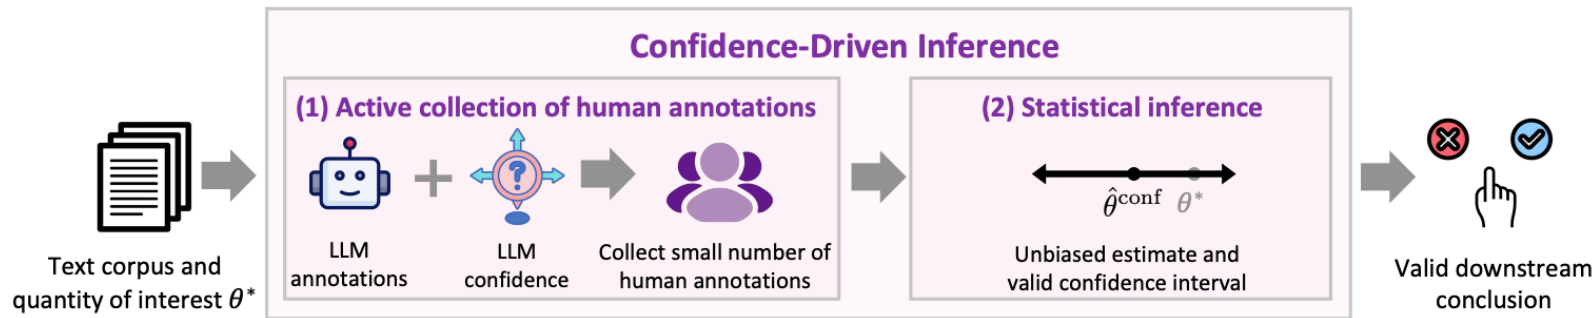 Confidence-Driven Inference
(1) Active collection of human annotations
(2) Statistical inference
?
θ̂^conf θ*
Text corpus and
quantity of interest θ*
LLM
annotations
LLM
confidence
Collect small number of
human annotations
Unbiased estimate and
valid confidence interval
Valid downstream
conclusion